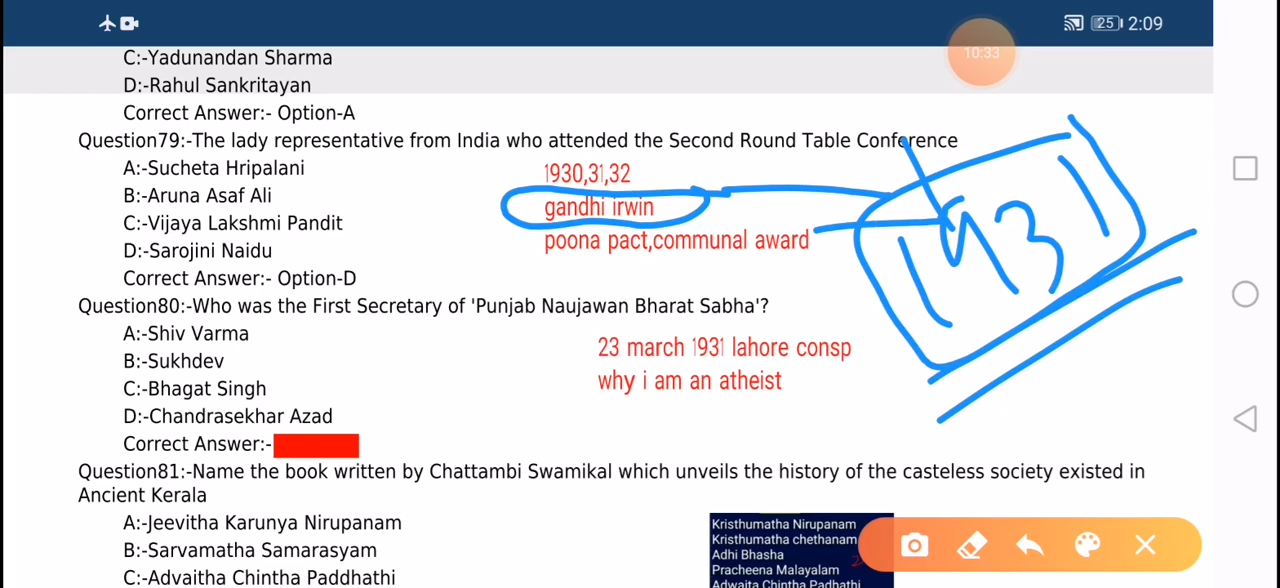 25 2:09
10:33
C:-Yadunandan Sharma
D:-Rahul Sankritayan
Correct Answer:- Option-A
Question79:-The lady representative from India who attended the Second Round Table Conference
A:-Sucheta Hripalani
1930,31,32
B:-Aruna Asaf Ali
gandhi irwin
C:-Vijaya Lakshmi Pandit
poona pact,communal award
1931
D:-Sarojini Naidu
Correct Answer:- Option-D
Question80:-Who was the First Secretary of 'Punjab Naujawan Bharat Sabha'?
A:-Shiv Varma
23 march 1931 lahore consp
B:-Sukhdev
why i am an atheist
C:-Bhagat Singh
D:-Chandrasekhar Azad
Correct Answer:-
Question81:-Name the book written by Chattambi Swamikal which unveils the history of the casteless society existed in
Ancient Kerala
A:-Jeevitha Karunya Nirupanam
B:-Sarvamatha Samarasyam
C:-Advaitha Chintha Paddhathi
Kristhumatha Nirupanam
Kristhumatha chethanam
Adhi Bhasha
Pracheena Malayalam
Adwaita Chintha Padhathi